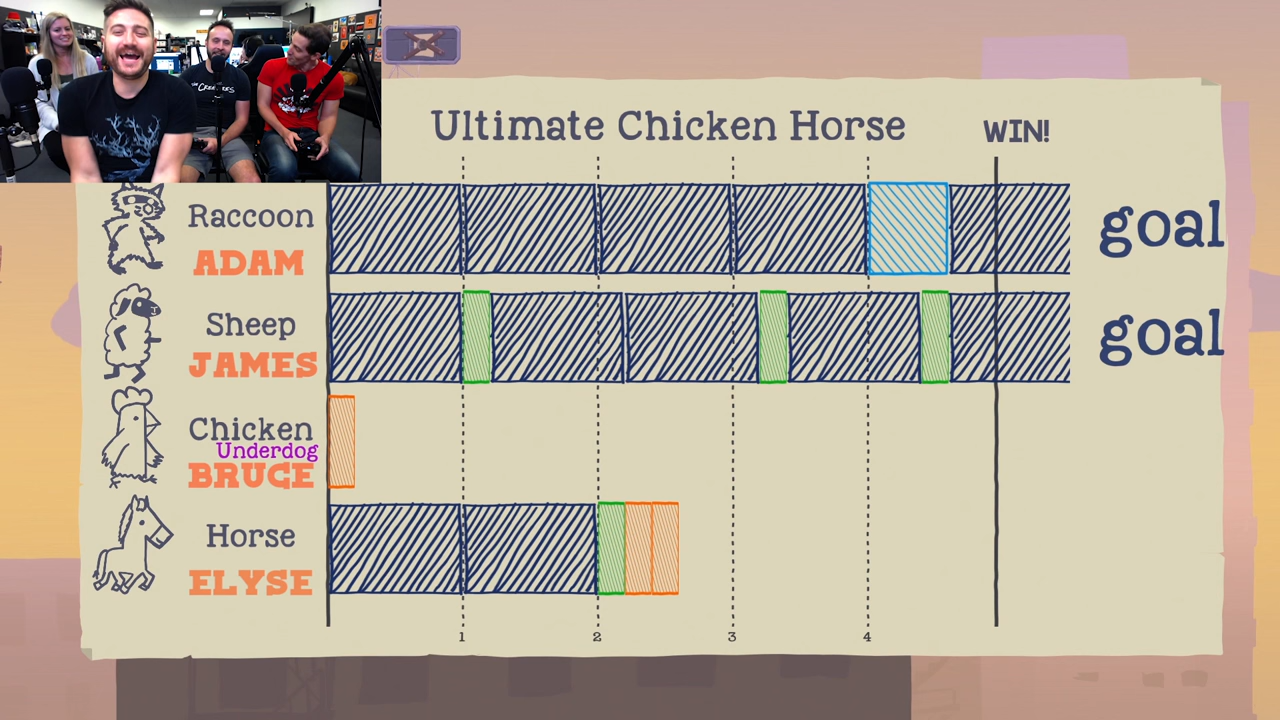 Ultimate Chicken Horse
WIN!
Raccoon
ADAM
goal
Sheep
JAMES
goal
Chicken
Underdog
BRUCE
Horse
ELYSE
1 2 3 4